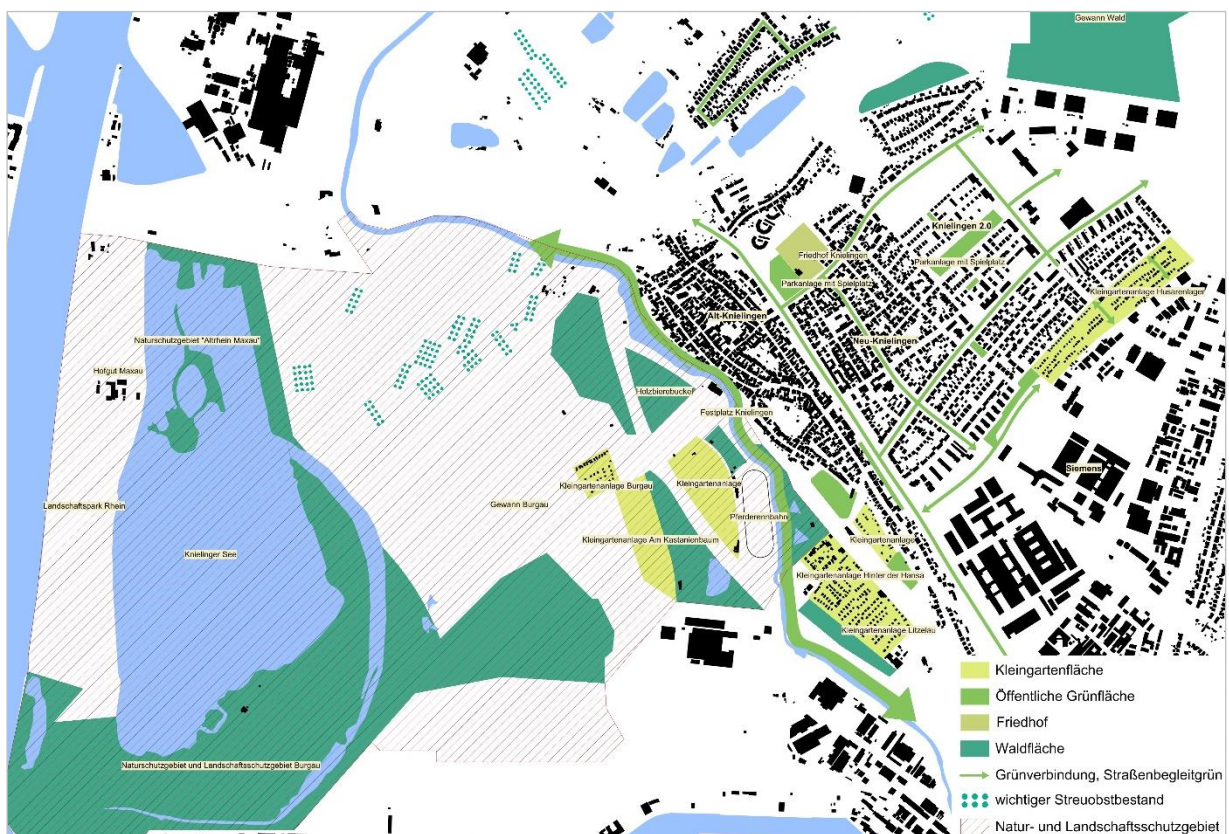 Gewann Wald
Knielingen 2.0
Friedhof Knielingen
Parkanlage mit Spielplatz
Parkanlage mit Spielplatz
Kleingartenanlage Husarenlager
Alt-Knielingen
Neu-Knielingen
Naturschutzgebiet "Altrhein Maxau"
Hofgut Maxau
Holzbierebuckel
Festplatz Knielingen
Siemens
Kleingartenanlage Burgau
Kleingartenanlage
Gewann Burgau
Landschaftspark Rhein
Pferderennbahn
Kleingartenanlage Am Kastanienbaum
Kleingartenanlage
Knielinger See
Kleingartenanlage Hinter der Hansa
Kleingartenanlage Litzelau
Naturschutzgebiet und Landschaftsschutzgebiet Burgau
Kleingartenfläche
Öffentliche Grünfläche
Friedhof
Waldfläche
Grünverbindung, Straßenbegleitgrün
wichtiger Streuobstbestand
Natur- und Landschaftsschutzgebiet